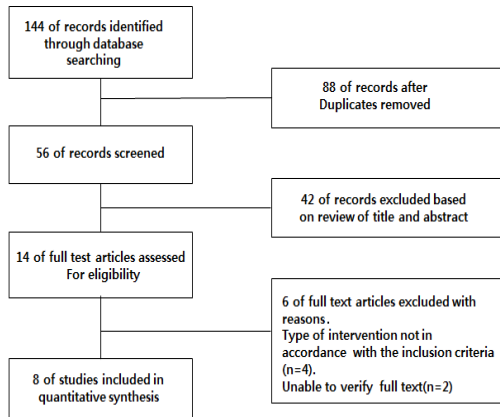 144 of records identified
through database
searching
88 of records after
Duplicates removed
56 of records screened
42 of records excluded based
on review of title and abstract
14 of full test articles assessed
For eligibility
6 of full text articles excluded with
reasons.
Type of intervention not in
accordance with the inclusion criteria
(n=4).
Unable to verify full text(n=2)
8 of studies included in
quantitative synthesis